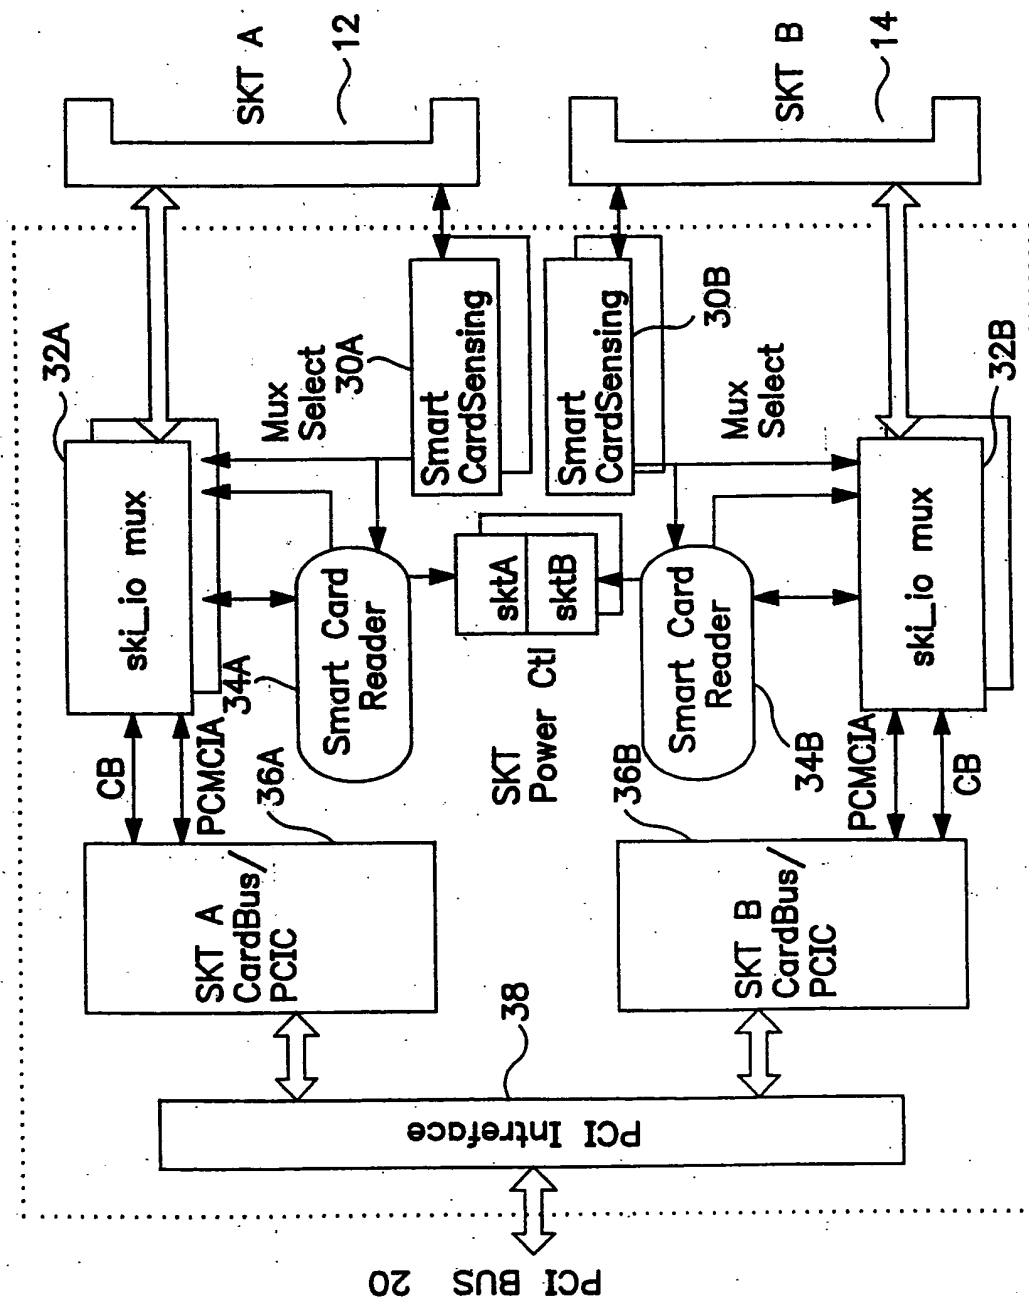 SKT A
12
SKT B
14
32A
ski_io mux
Mux
Select
30A
Smart
CardSensing
Smart
CardSensing
30B
Mux
Select
32B
ski_io mux
34A
Smart Card
Reader
sktA
sktB
SKT
Power Ctl
Smart Card
Reader
34B
CB
PCMCIA
PCMCIA
CB
36A
SKT A
CardBus/
PCIC
36B
SKT B
CardBus/
PCIC
38
PCI Intreface
PCI BUS 20